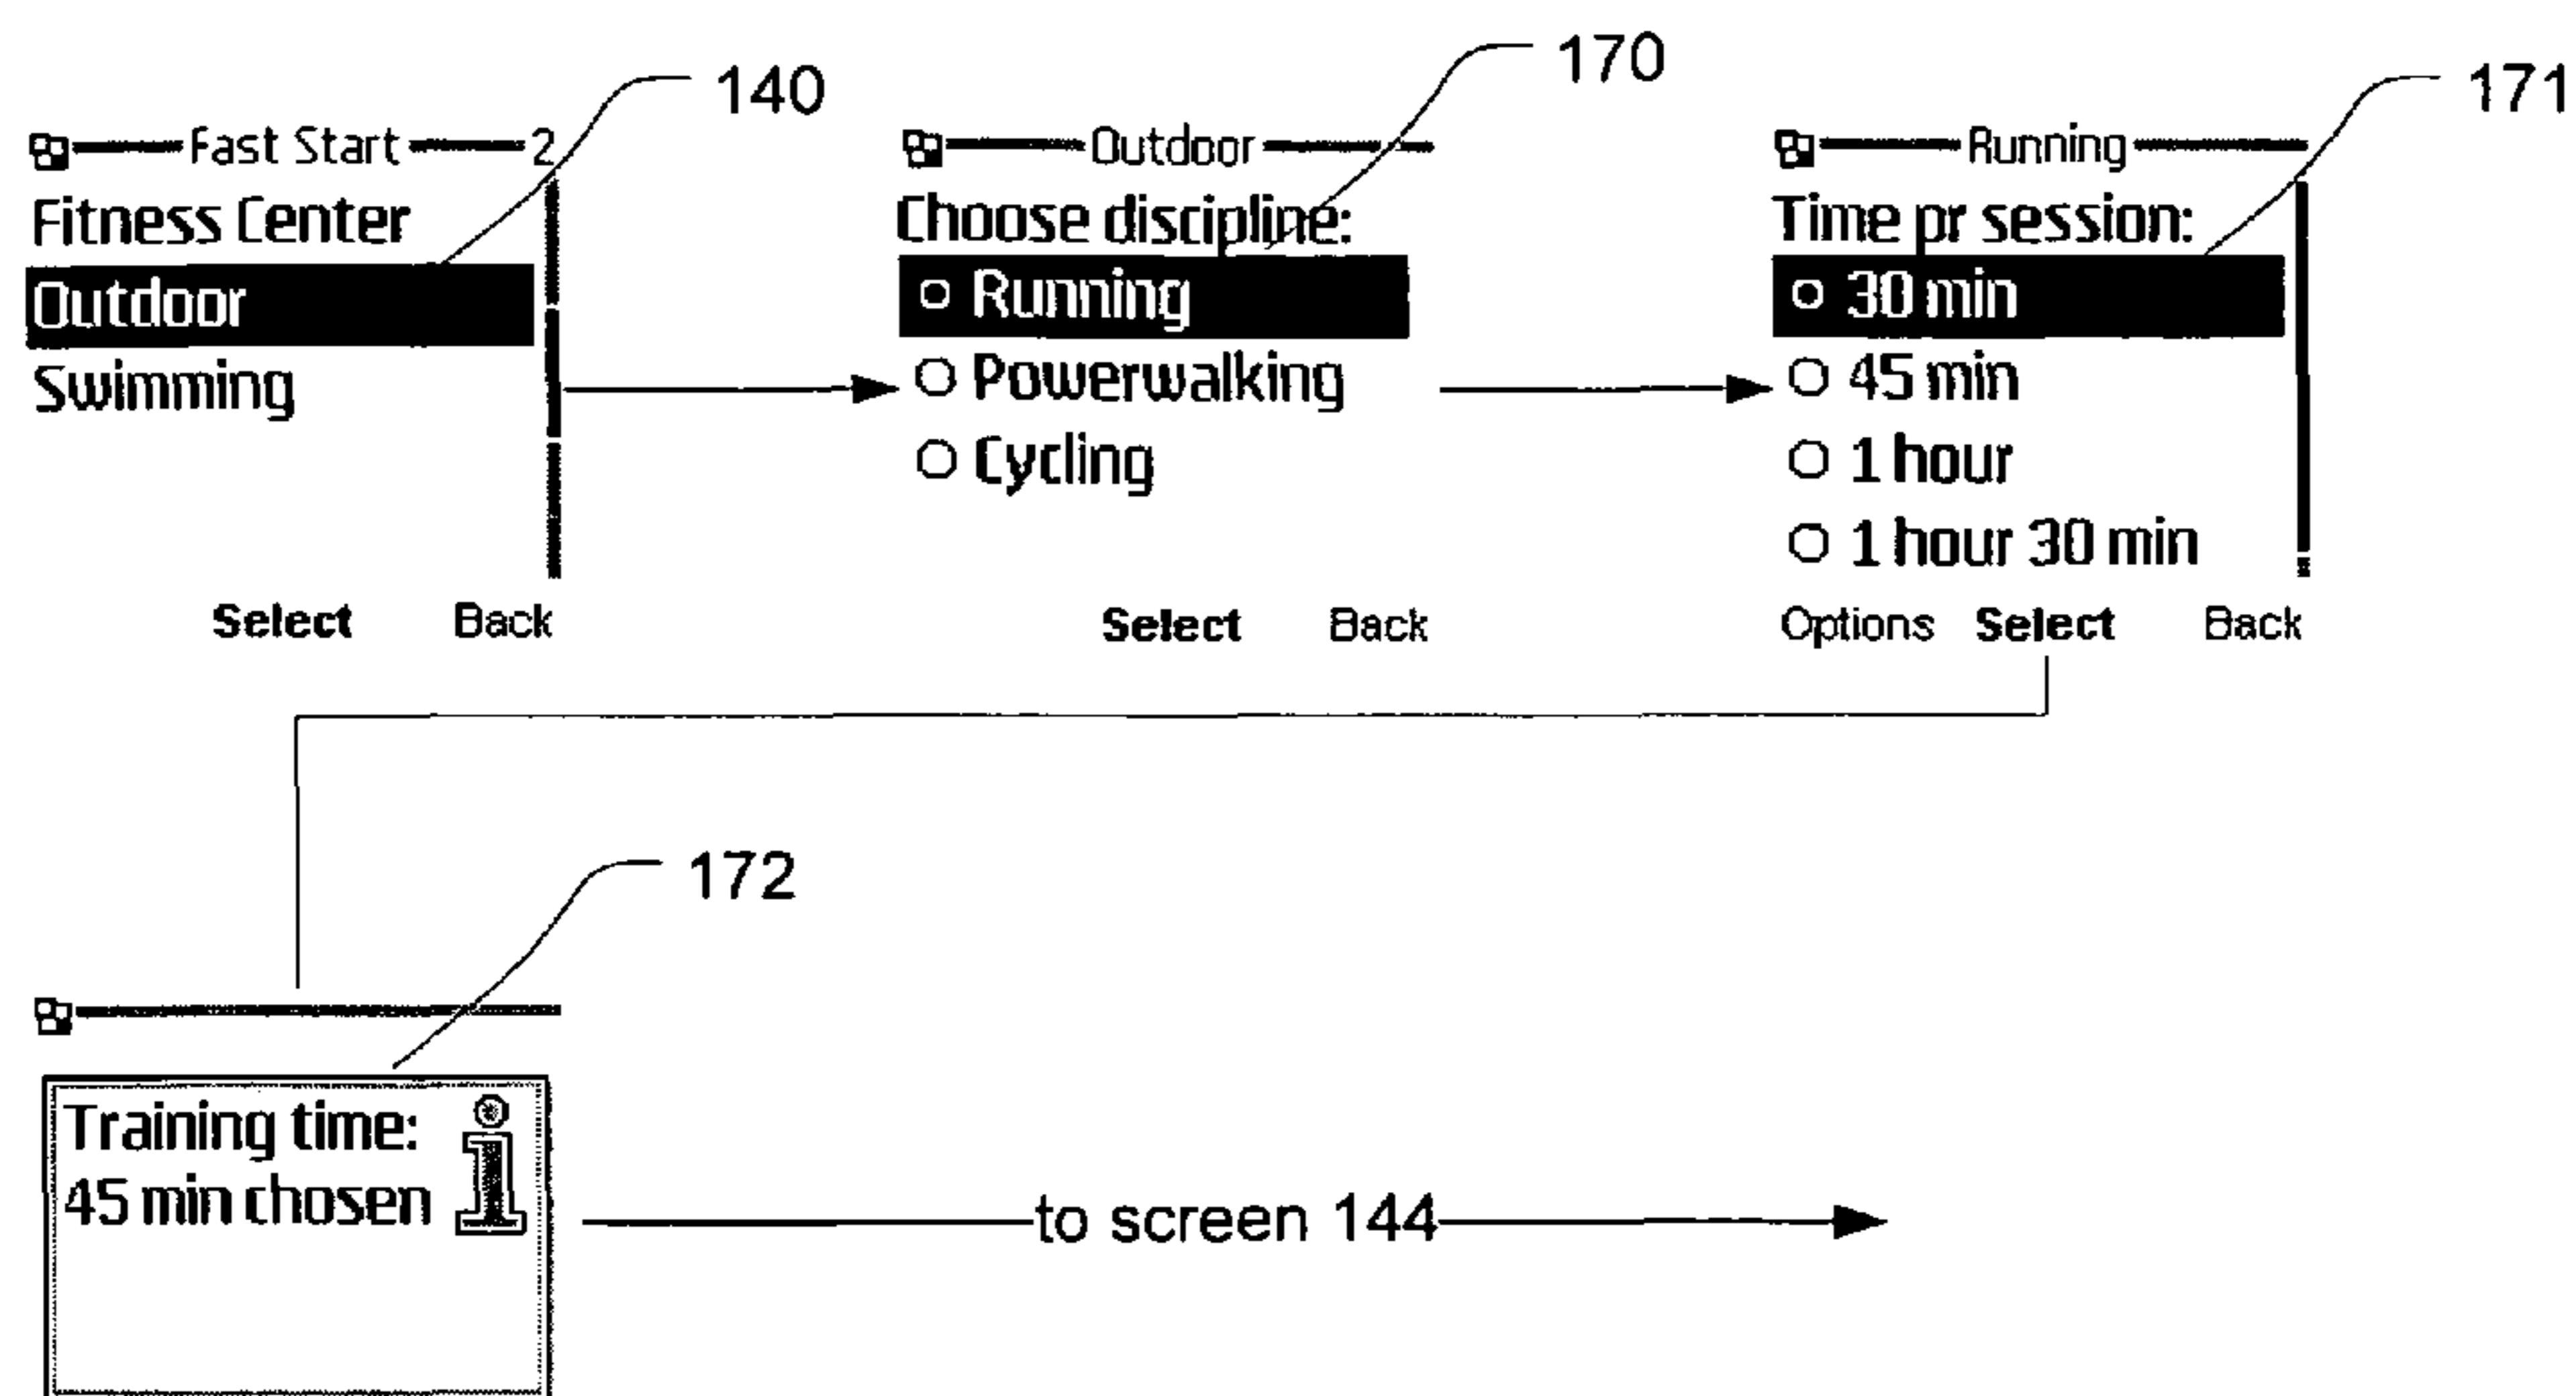 140
170
171
Fast Start 2
Fitness Center
Outdoor
Swimming
Select Back
Outdoor
Choose discipline:
Running
Powerwalking
Cycling
Select Back
Running
Time pr session:
30 min
45 min
1 hour
1 hour 30 min
Options Select Back
172
Training time:
45 min chosen
to screen 144